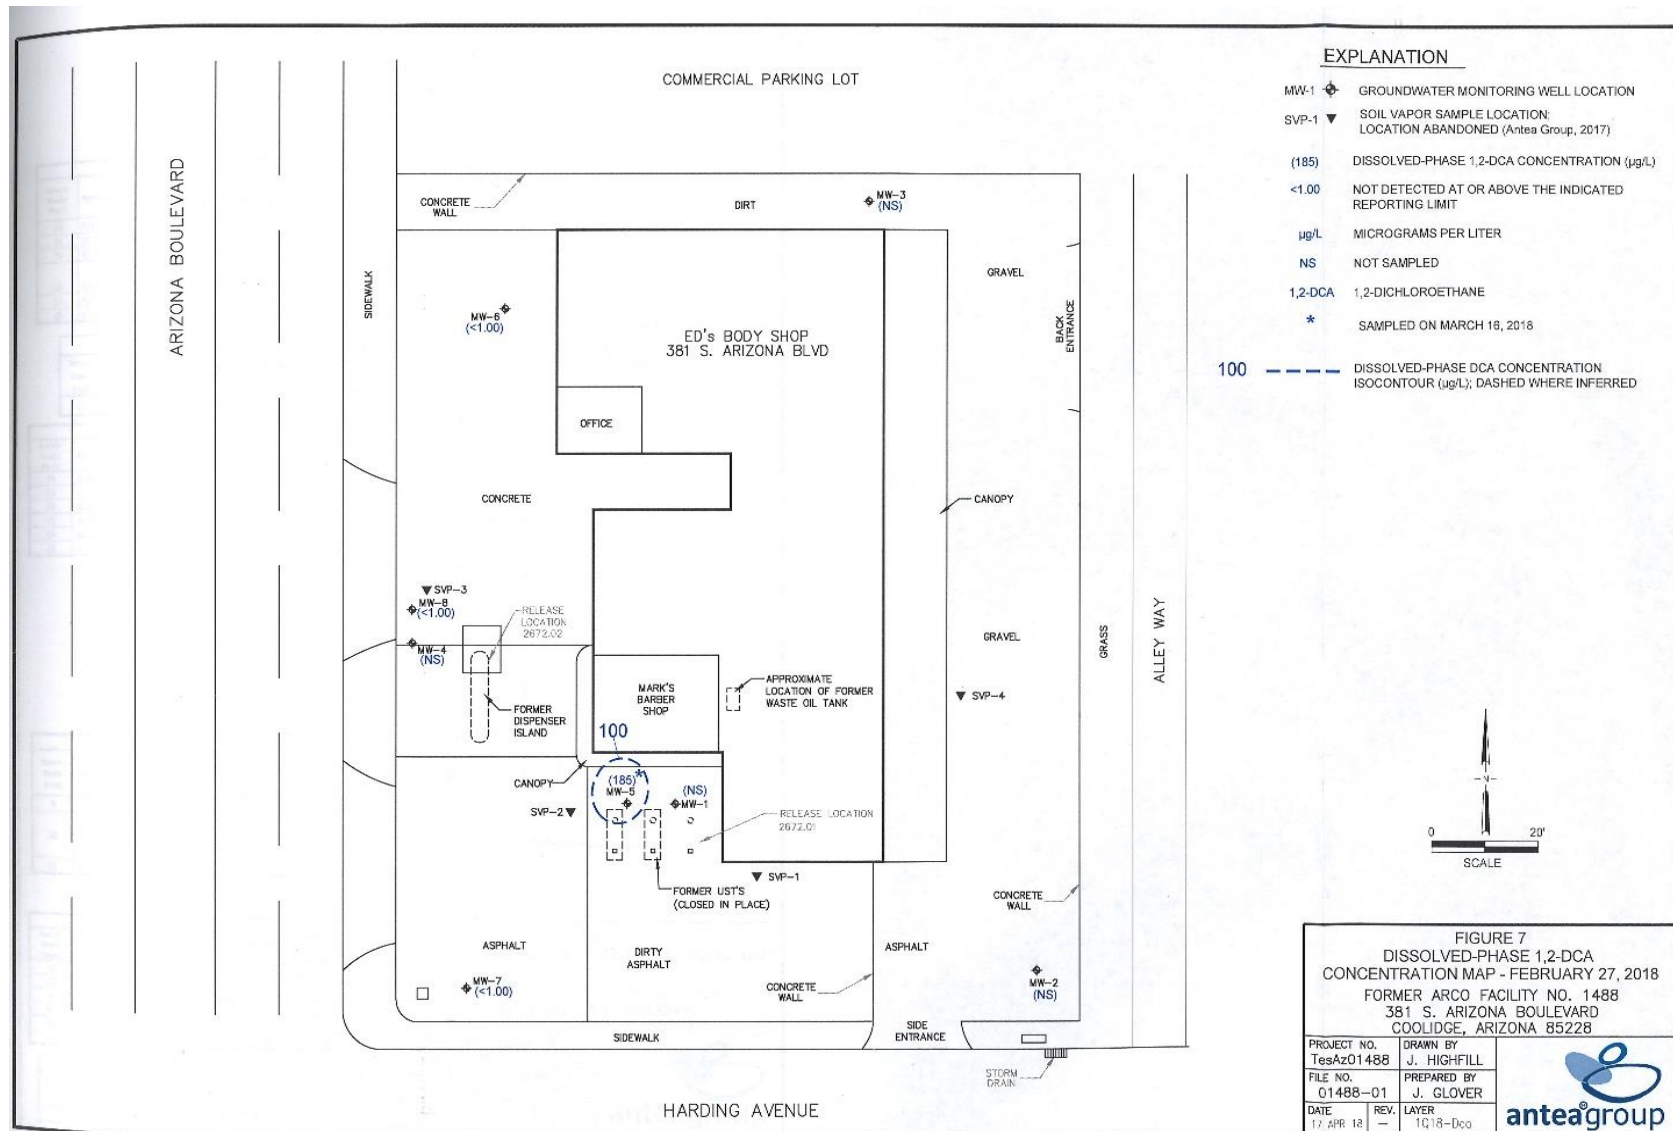 COMMERCIAL PARKING LOT
ARIZONA BOULEVARD
SIDEWALK
CONCRETE
WALL
DIRT
MW-3
(NS)
GRAVEL
BACK
ENTRANCE
MW-6
(<1.00)
ED's BODY SHOP
381 S. ARIZONA BLVD
OFFICE
CONCRETE
CANOPY
SVP-3
MW-8
(<1.00)
MW-4
(NS)
RELEASE
LOCATION
2672.02
FORMER
DISPENSER
ISLAND
MARK'S
BARBER
SHOP
APPROXIMATE
LOCATION OF FORMER
WASTE OIL TANK
GRAVEL
SVP-4
GRASS
ALLEY WAY
100
CANOPY
(185)*
MW-5
(NS)
MW-1
SVP-2
RELEASE LOCATION
2672.01
SVP-1
FORMER UST'S
(CLOSED IN PLACE)
CONCRETE
WALL
ASPHALT
DIRTY
ASPHALT
ASPHALT
MW-7
(<1.00)
CONCRETE
WALL
MW-2
(NS)
SIDEWALK
SIDE
ENTRANCE
STORM
DRAIN
HARDING AVENUE
EXPLANATION
MW-1 GROUNDWATER MONITORING WELL LOCATION
SVP-1 SOIL VAPOR SAMPLE LOCATION:
LOCATION ABANDONED (Antea Group, 2017)
(185) DISSOLVED-PHASE 1,2-DCA CONCENTRATION (µg/L)
<1.00 NOT DETECTED AT OR ABOVE THE INDICATED
REPORTING LIMIT
µg/L MICROGRAMS PER LITER
NS NOT SAMPLED
1,2-DCA 1,2-DICHLOROETHANE
* SAMPLED ON MARCH 16, 2018
100 DISSOLVED-PHASE DCA CONCENTRATION
ISOCONTOUR (µg/L); DASHED WHERE INFERRED
N
0 20'
SCALE
FIGURE 7
DISSOLVED-PHASE 1,2-DCA
CONCENTRATION MAP - FEBRUARY 27, 2018
FORMER ARCO FACILITY NO. 1488
381 S. ARIZONA BOULEVARD
COOLIDGE, ARIZONA 85228
PROJECT NO.
TesAz01488
DRAWN BY
J. HIGHFILL
FILE NO.
01488-01
PREPARED BY
J. GLOVER
DATE
17 APR 18
REV.
—
LAYER
1Q18-Dca
antea®group